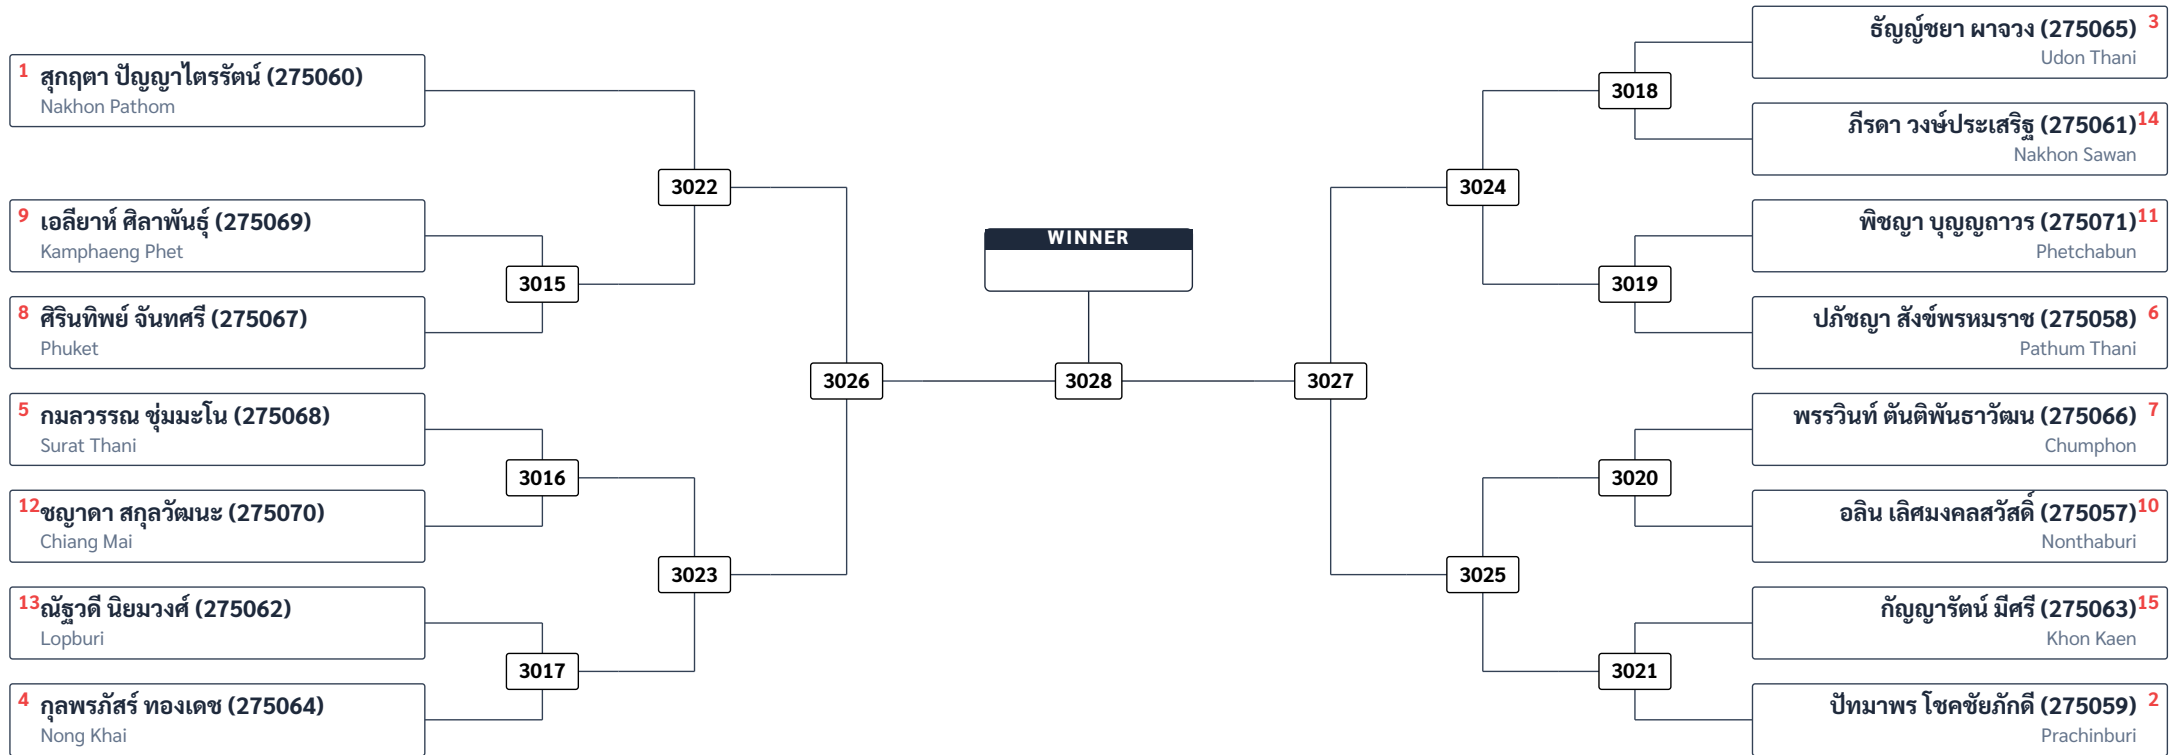 1 สุกฤตา ปัญญาไตรรัตน์ (275060)
Nakhon Pathom
9 เอลียาห์ ศิลาพันธุ์ (275069)
Kamphaeng Phet
8 ศิรินทิพย์ จันทศรี (275067)
Phuket
5 กมลวรรณ ชุ่มมะโน (275068)
Surat Thani
12 ชญาดา สกุลวัฒนะ (275070)
Chiang Mai
13 ณัฐวดี นิยมวงศ์ (275062)
Lopburi
4 กุลพรภัสร์ ทองเดช (275064)
Nong Khai
3015
3016
3017
3022
3023
3026
WINNER
3028
3027
3024
3025
3018
3019
3020
3021
ธัญญ์ชยา ผาจวง (275065) 3
Udon Thani
ภีรดา วงษ์ประเสริฐ (275061) 14
Nakhon Sawan
พิชญา บุญญถาวร (275071) 11
Phetchabun
ปภัชญา สังข์พรหมราช (275058) 6
Pathum Thani
พรรวินท์ ตันติพันธาวัฒน (275066) 7
Chumphon
อลิน เลิศมงคลสวัสดิ์ (275057) 10
Nonthaburi
กัญญารัตน์ มีศรี (275063) 15
Khon Kaen
ปัทมาพร โชคชัยภักดี (275059) 2
Prachinburi